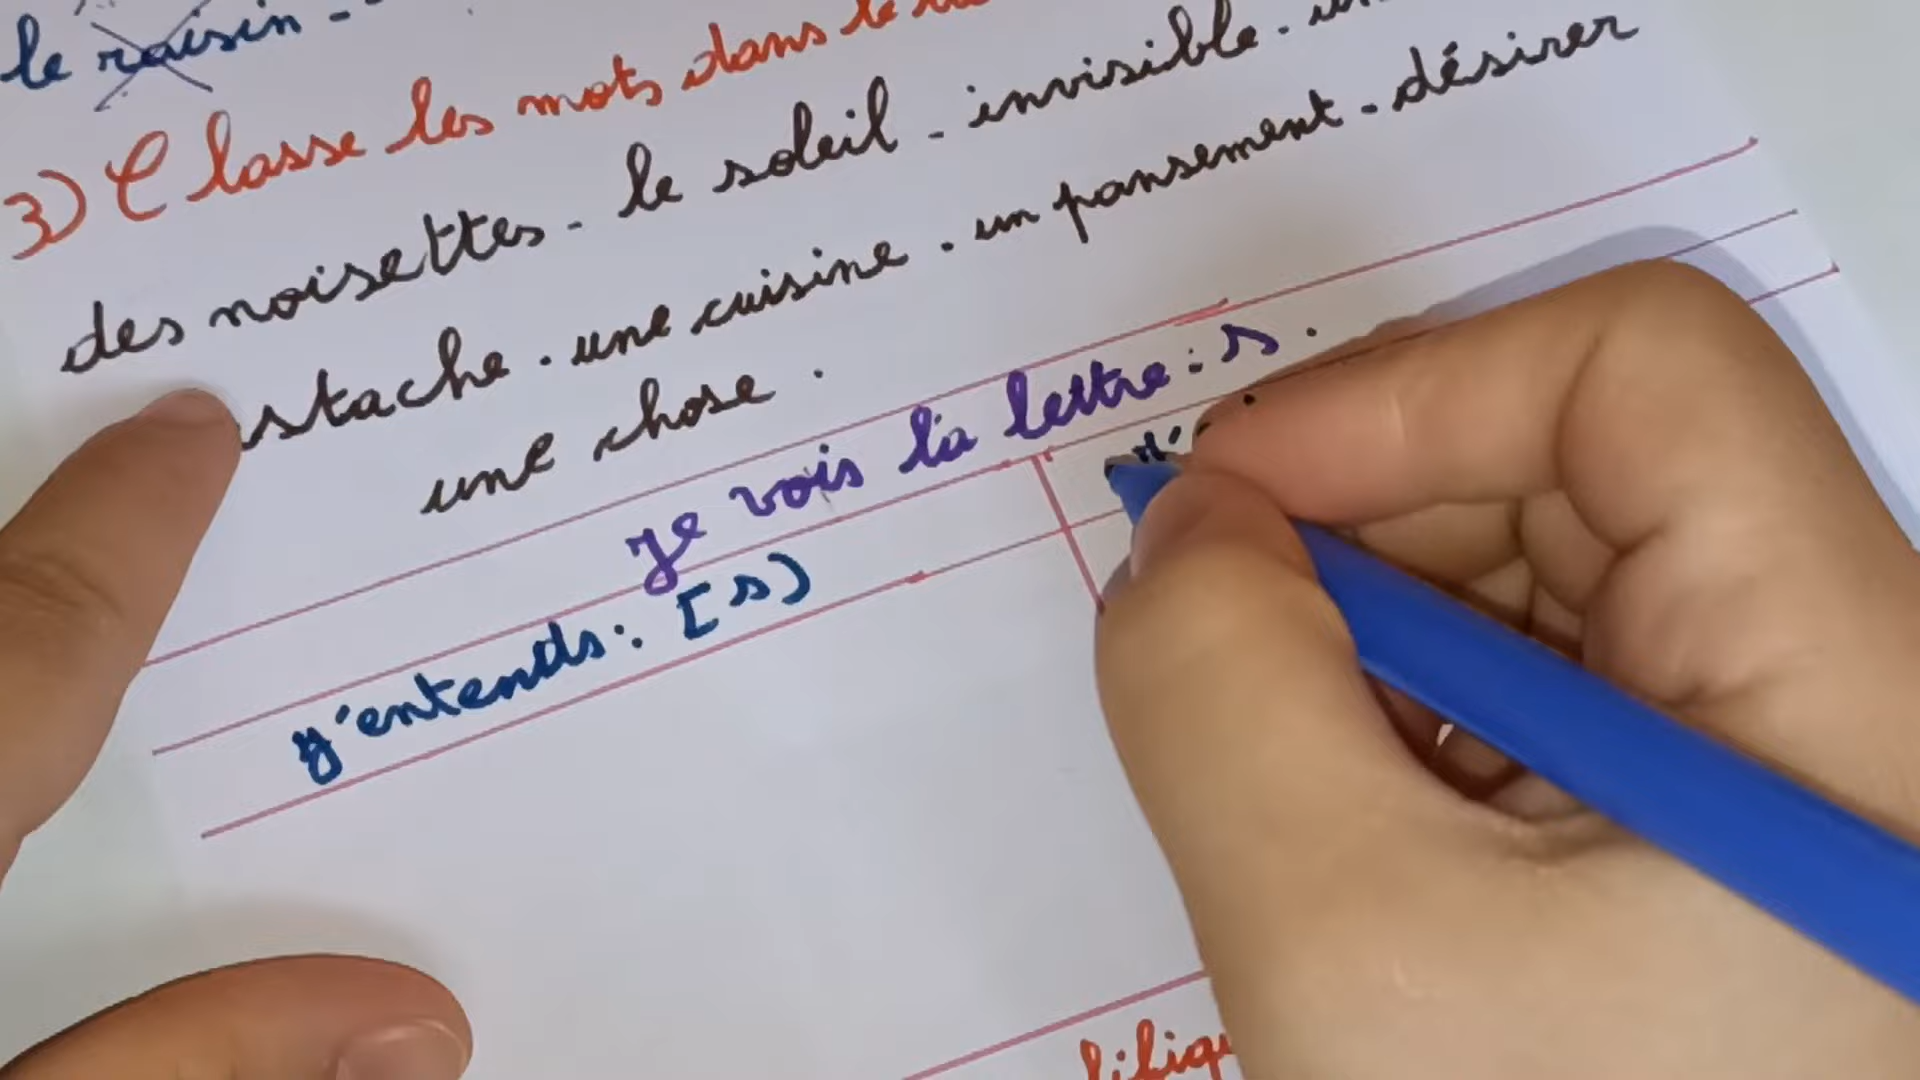 le raisin -
3) Classe les mots dans le
des noisettes - le soleil - invisible .
une cuisine . un pansement - désirer
une chose .
je vois la lettre : s .
j'entends : [s)